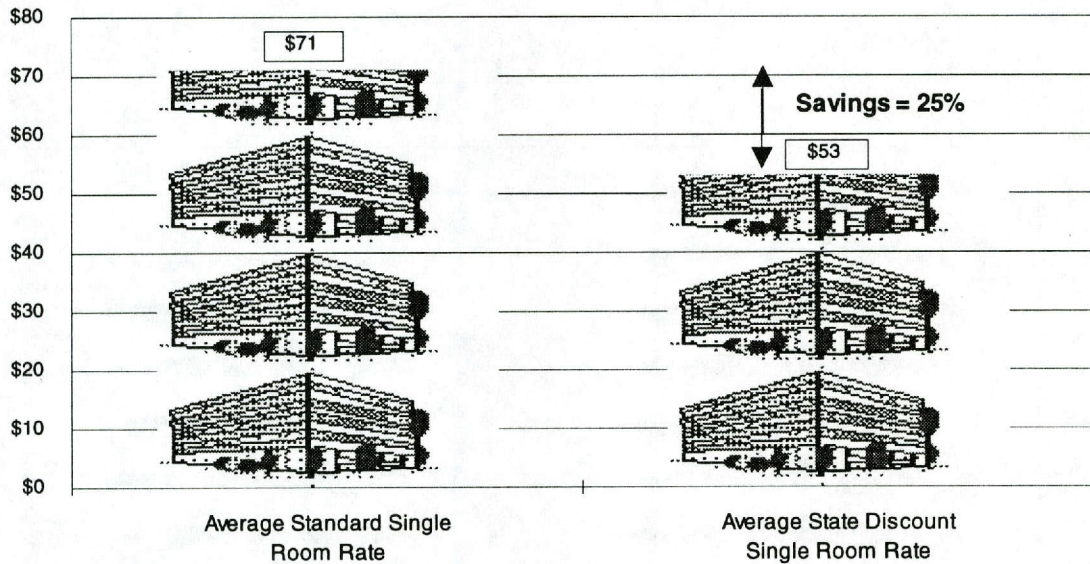 $80
$71
$70
Savings = 25%
$60
$53
$50
$40
$30
$20
$10
$0
Average Standard Single
Room Rate
Average State Discount
Single Room Rate